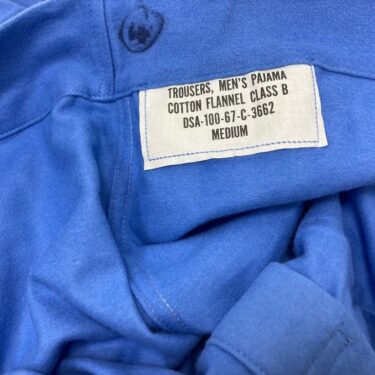 TROUSERS, MEN'S PAJAMA
COTTON FLANNEL CLASS B
DSA-100-67-C-3662
MEDIUM